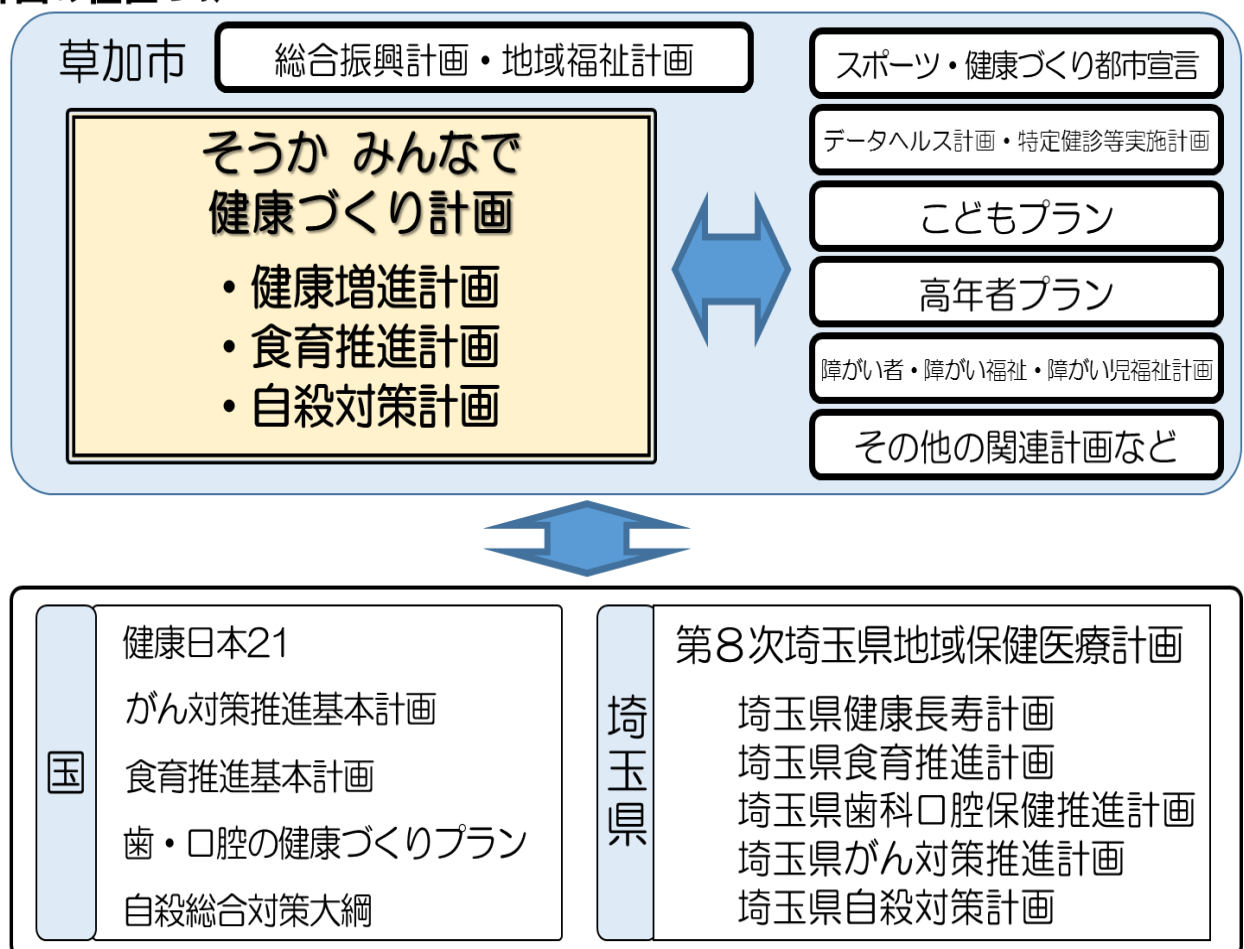 草加市
総合振興計画・地域福祉計画
そうか みんなで
健康づくり計画
・健康増進計画
・食育推進計画
・自殺対策計画
スポーツ・健康づくり都市宣言
データヘルス計画・特定健診等実施計画
こどもプラン
高年者プラン
障がい者・障がい福祉・障がい児福祉計画
その他の関連計画など
国
健康日本21
がん対策推進基本計画
食育推進基本計画
歯・口腔の健康づくりプラン
自殺総合対策大綱
埼玉県
第8次埼玉県地域保健医療計画
埼玉県健康長寿計画
埼玉県食育推進計画
埼玉県歯科口腔保健推進計画
埼玉県がん対策推進計画
埼玉県自殺対策計画